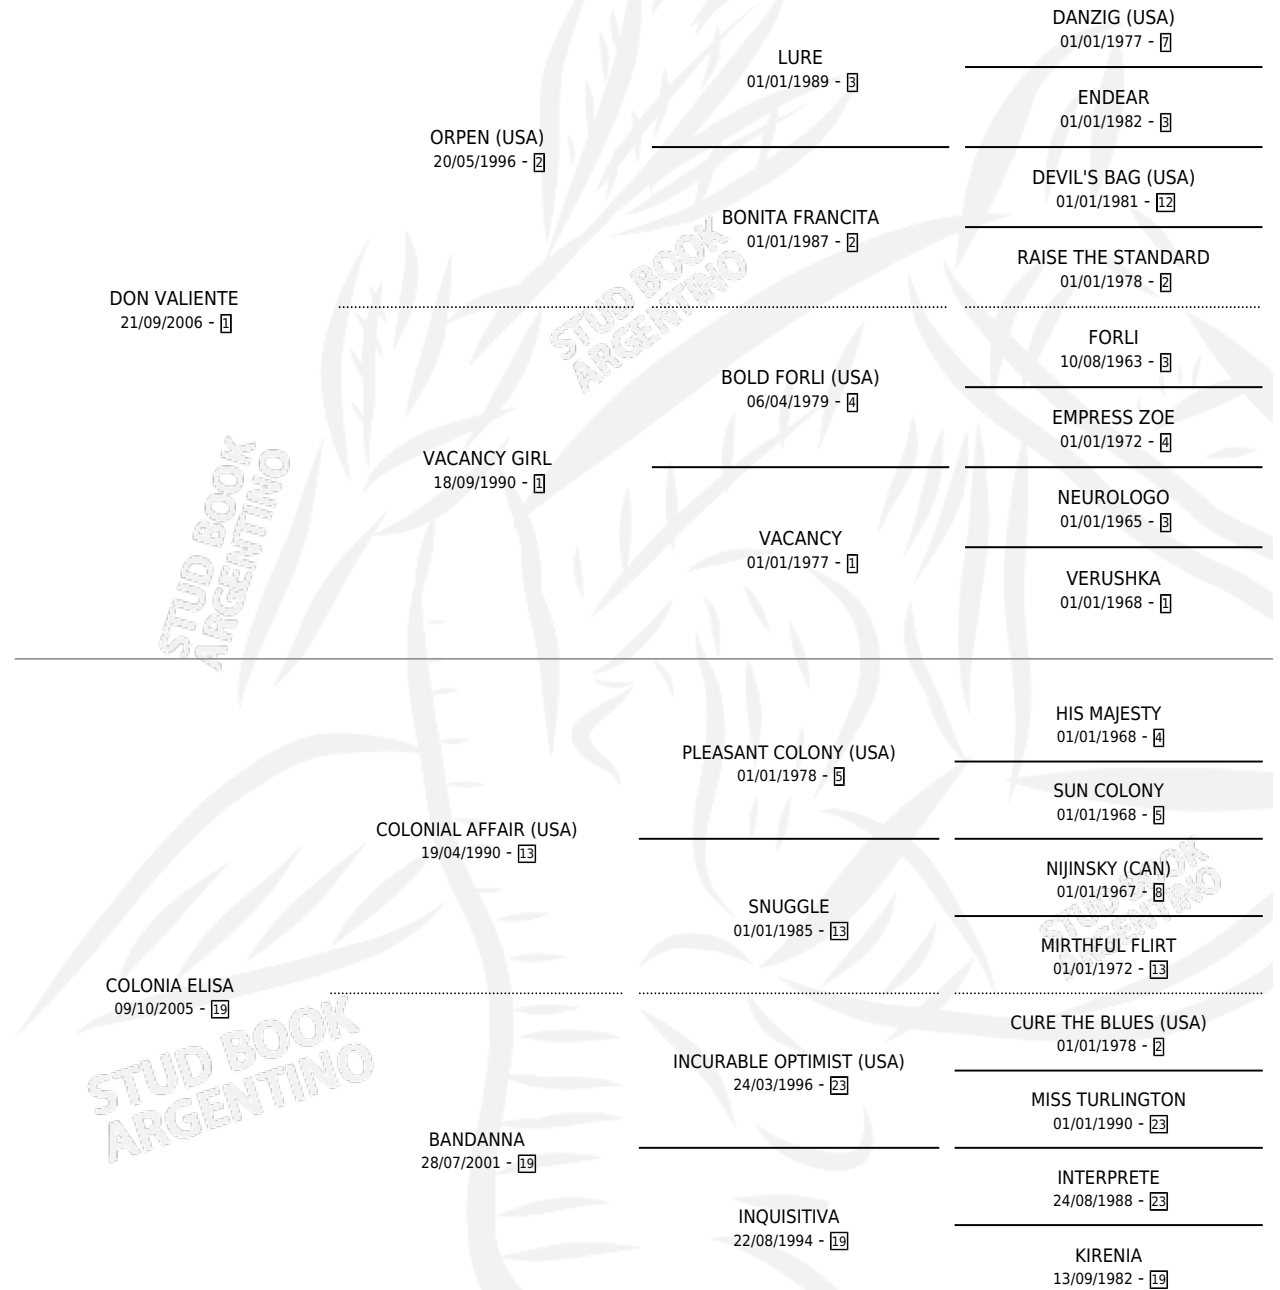 DANZIG (USA)
01/01/1977 - 7
LURE
01/01/1989 - 3
ENDEAR
01/01/1982 - 3
ORPEN (USA)
20/05/1996 - 2
DEVIL'S BAG (USA)
01/01/1981 - 12
BONITA FRANCITA
01/01/1987 - 2
RAISE THE STANDARD
01/01/1978 - 2
DON VALIENTE
21/09/2006 - 1
FORLI
10/08/1963 - 3
BOLD FORLI (USA)
06/04/1979 - 4
EMPRESS ZOE
01/01/1972 - 4
VACANCY GIRL
18/09/1990 - 1
NEUROLOGO
01/01/1965 - 3
VACANCY
01/01/1977 - 1
VERUSHKA
01/01/1968 - 1
STUD BOOK
ARGENTINO
STUD BOOK
ARGENTINO
HIS MAJESTY
01/01/1968 - 4
PLEASANT COLONY (USA)
01/01/1978 - 5
SUN COLONY
01/01/1968 - 5
COLONIAL AFFAIR (USA)
19/04/1990 - 13
NIJINSKY (CAN)
01/01/1967 - 8
SNUGGLE
01/01/1985 - 13
MIRTHFUL FLIRT
01/01/1972 - 13
COLONIA ELISA
09/10/2005 - 19
CURE THE BLUES (USA)
01/01/1978 - 2
INCURABLE OPTIMIST (USA)
24/03/1996 - 23
MISS TURLINGTON
01/01/1990 - 23
BANDANNA
28/07/2001 - 19
INTERPRETE
24/08/1988 - 23
INQUISITIVA
22/08/1994 - 19
KIRENIA
13/09/1982 - 19
STUD BOOK
ARGENTINO
STUD BOOK
ARGENTINO